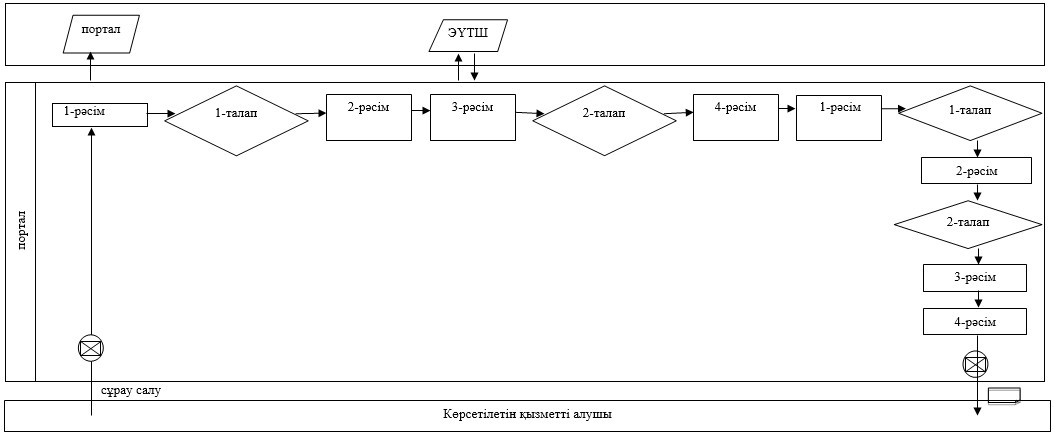 портал
ЭҮТШ
1-рәсім
1-талап
2-рәсім
3-рәсім
2-талап
4-рәсім
1-рәсім
1-талап
2-рәсім
2-талап
3-рәсім
4-рәсім
портал
сұрау салу
Көрсетілетін қызметті алушы